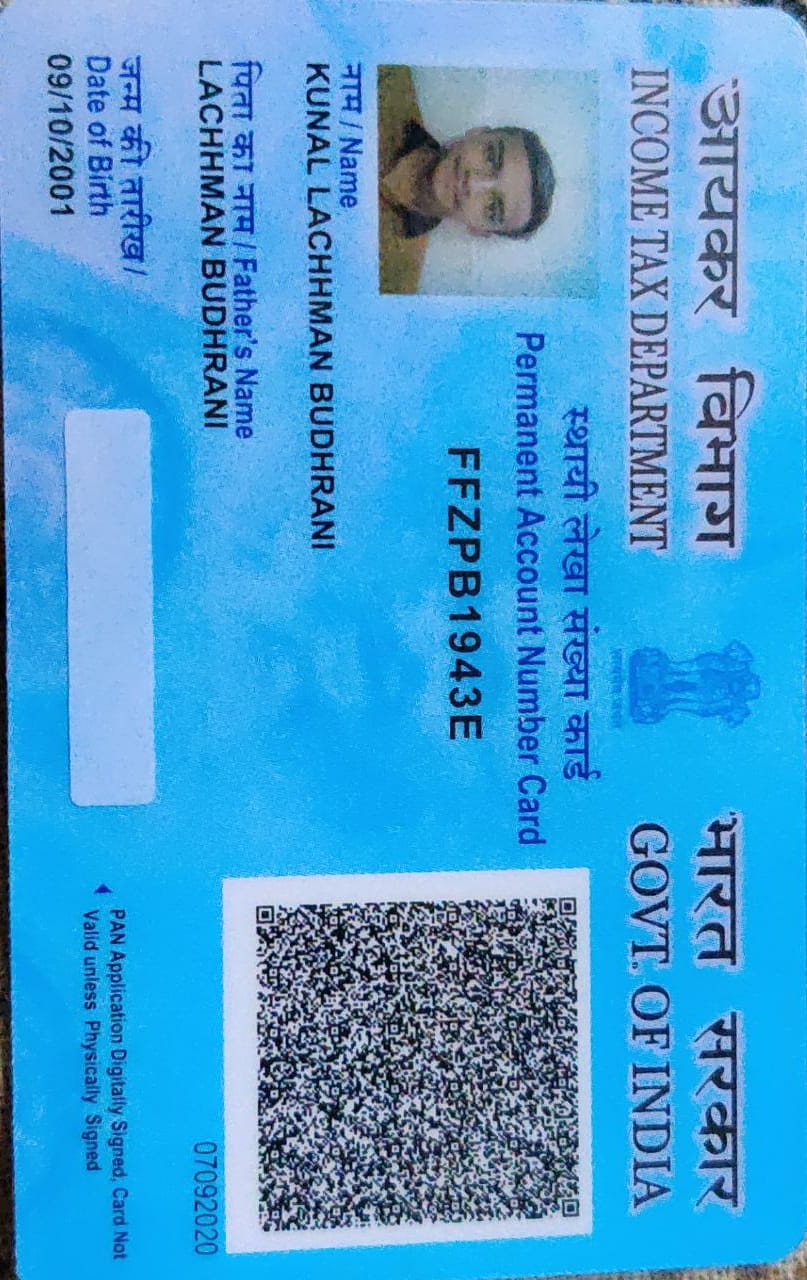 आयकर विभाग
INCOME TAX DEPARTMENT
भारत सरकार
GOVT. OF INDIA
स्थायी लेखा संख्या कार्ड
Permanent Account Number Card
FFZPB1943E
नाम / Name
KUNAL LACHHMAN BUDHRANI
पिता का नाम / Father's Name
LACHHMAN BUDHRANI
जन्म की तारीख /
Date of Birth
09/10/2001
07092020
PAN Application Digitally Signed, Card Not
Valid unless Physically Signed